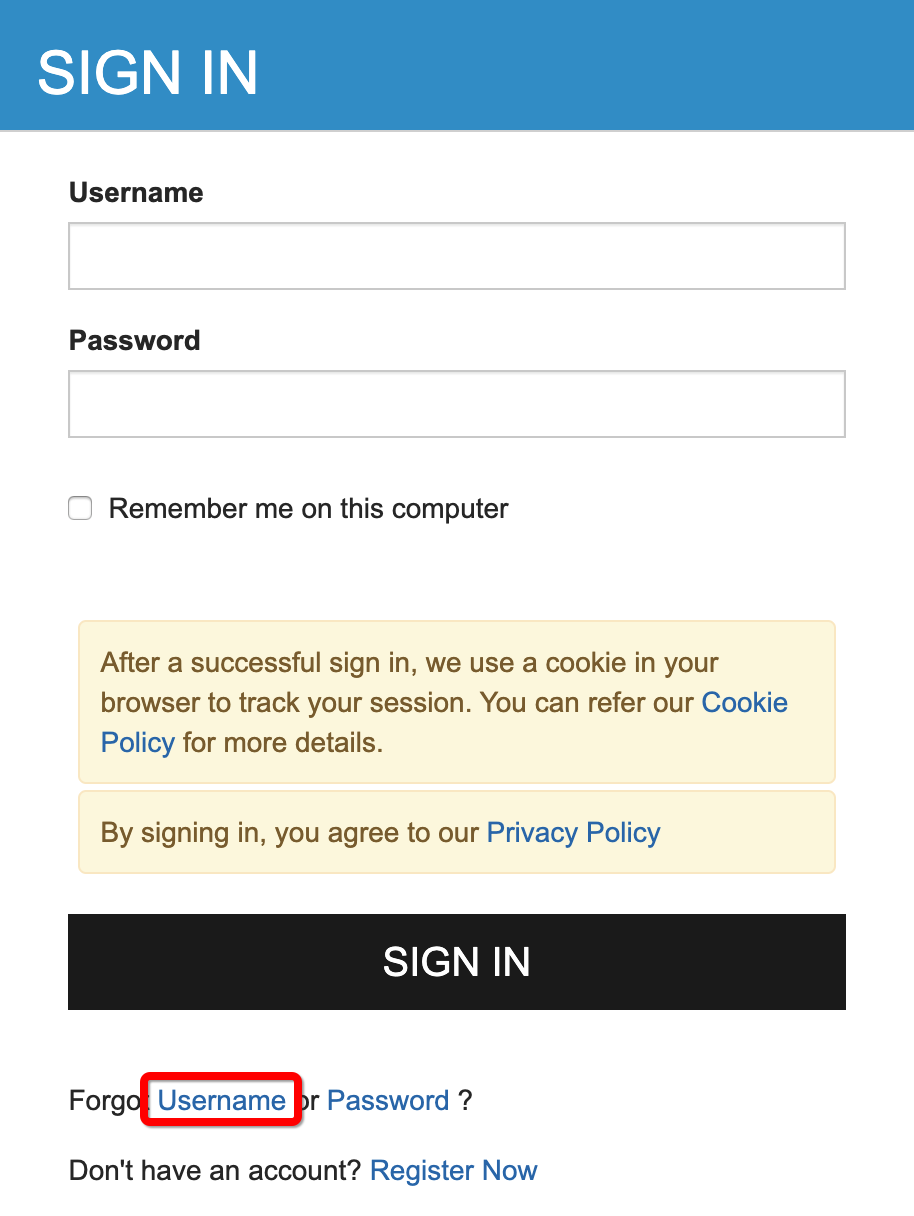 SIGN IN
Username
Password
Remember me on this computer
After a successful sign in, we use a cookie in your
browser to track your session. You can refer our Cookie
Policy for more details.
By signing in, you agree to our Privacy Policy
SIGN IN
Forgot Username or Password ?
Don't have an account? Register Now